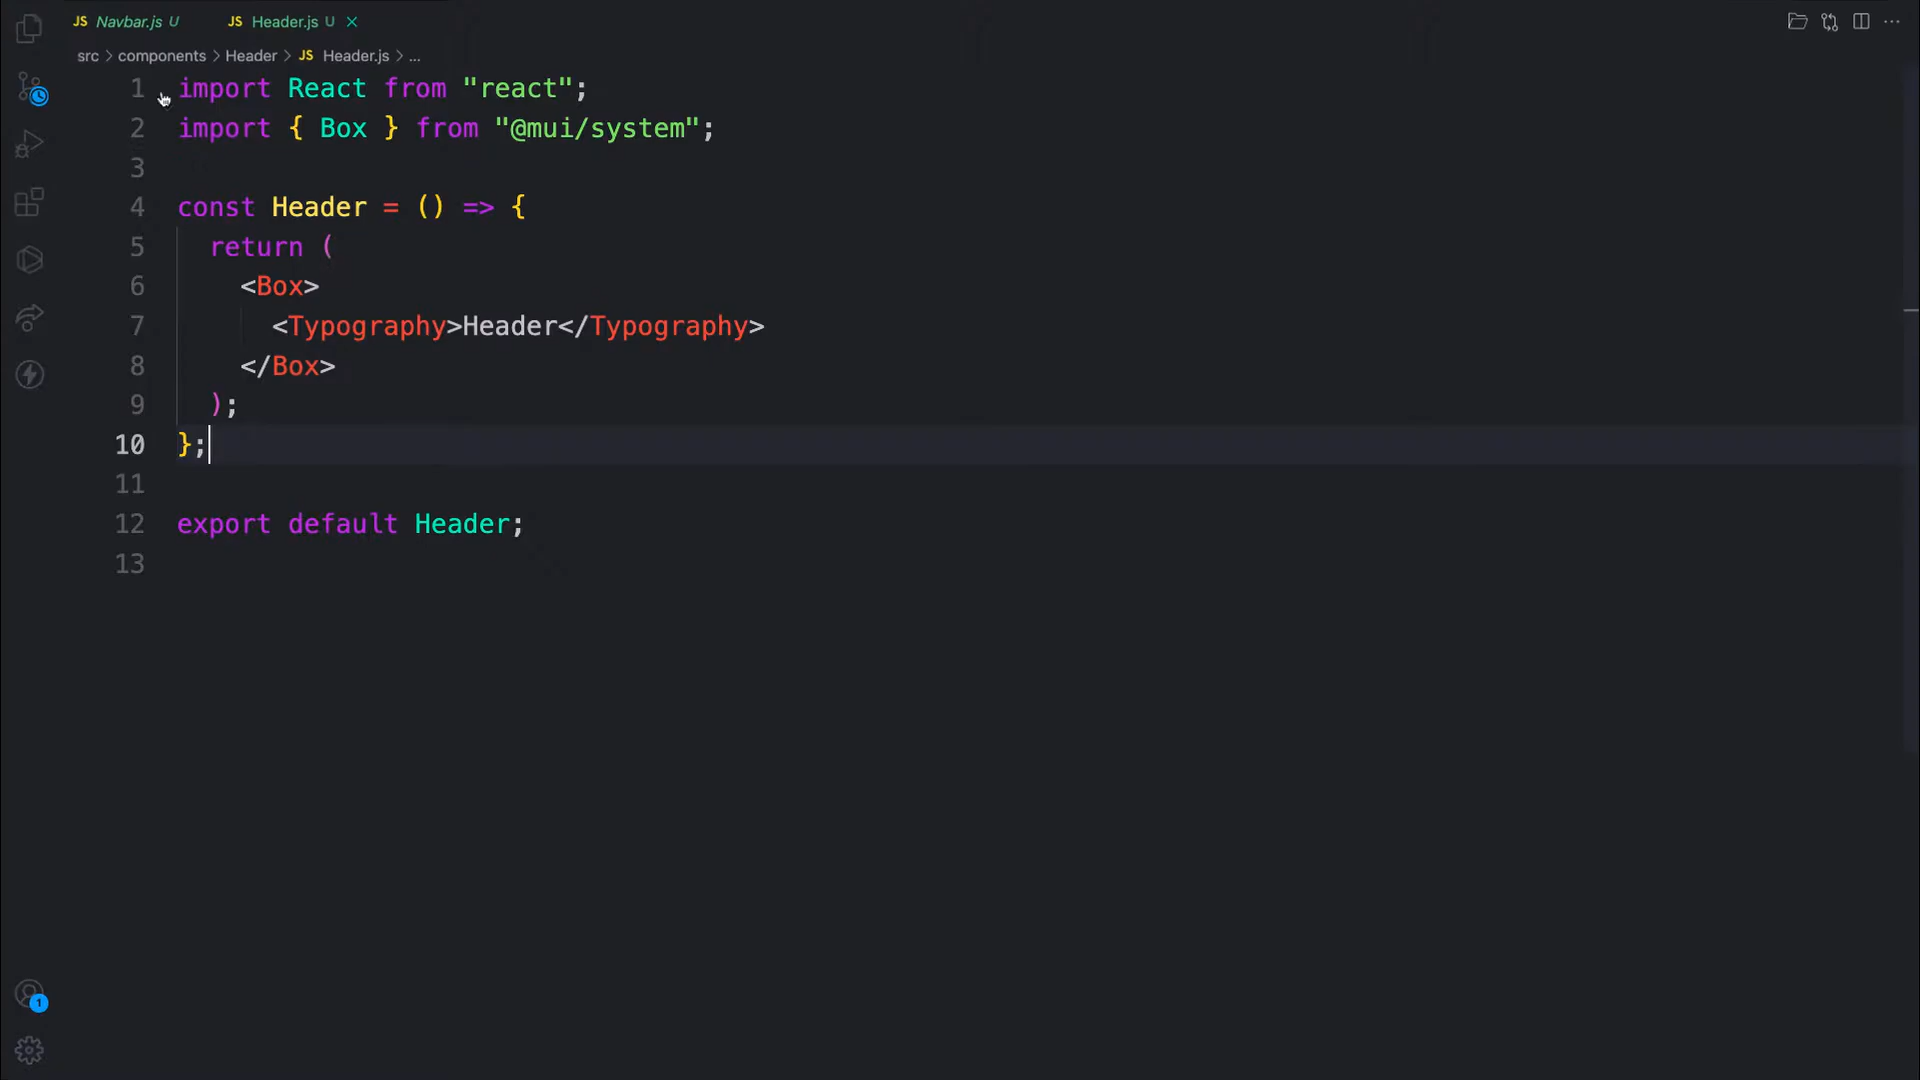 JS Navbar.js U JS Header.js U ×
src > components > Header > JS Header.js > ...
1 import React from "react";
2 import { Box } from "@mui/system";
3
4 const Header = () => {
5 return (
6 <Box>
7 <Typography>Header</Typography>
8 </Box>
9 );
10 };
11
12 export default Header;
13
1